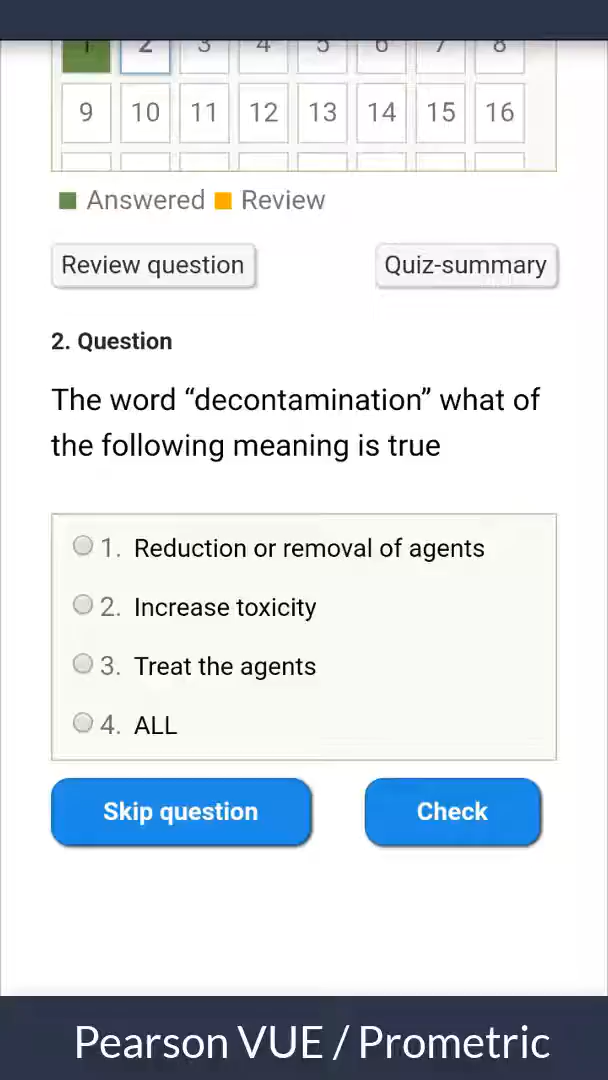 1 2 3 4 5 6 7 8
9 10 11 12 13 14 15 16
Answered Review
Review question Quiz-summary
2. Question
The word “decontamination” what of
the following meaning is true
1. Reduction or removal of agents
2. Increase toxicity
3. Treat the agents
4. ALL
Skip question Check
Pearson VUE / Prometric